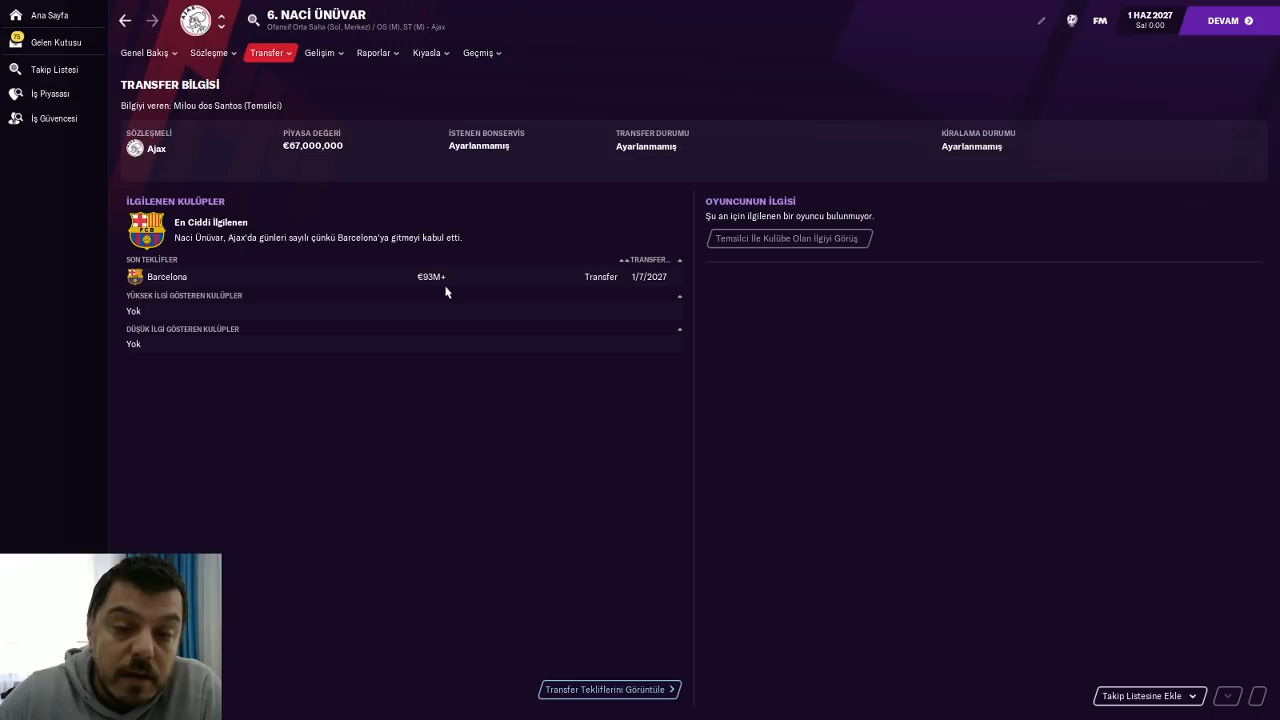 Ana Sayfa
75
Gelen Kutusu
Takip Listesi
İş Piyasası
İş Güvencesi
6. NACİ ÜNÜVAR
Ofansif Orta Saha (Sol, Merkez) / OS (M), ST (M) - Ajax
FM
1 HAZ 2027
Sal 0:00
DEVAM
Genel Bakış
Sözleşme
Transfer
Gelişim
Raporlar
Kıyasla
Geçmiş
TRANSFER BİLGİSİ
Bilgiyi veren: Milou dos Santos (Temsilci)
SÖZLEŞMELİ
Ajax
PİYASA DEĞERİ
€67,000,000
İSTENEN BONSERVİS
Ayarlanmamış
TRANSFER DURUMU
Ayarlanmamış
KİRALAMA DURUMU
Ayarlanmamış
İLGİLENEN KULÜPLER
FCB
En Ciddi İlgilenen
Naci Ünüvar, Ajax'da günleri sayılı çünkü Barcelona'ya gitmeyi kabul etti.
SON TEKLİFLER
TRANSFER...
Barcelona €93M+ Transfer 1/7/2027
YÜKSEK İLGİ GÖSTEREN KULÜPLER
Yok
DÜŞÜK İLGİ GÖSTEREN KULÜPLER
Yok
OYUNCUNUN İLGİSİ
Şu an için ilgilenen bir oyuncu bulunmuyor.
Temsilci İle Kulübe Olan İlgiyi Görüş
Transfer Tekliflerini Görüntüle
Takip Listesine Ekle